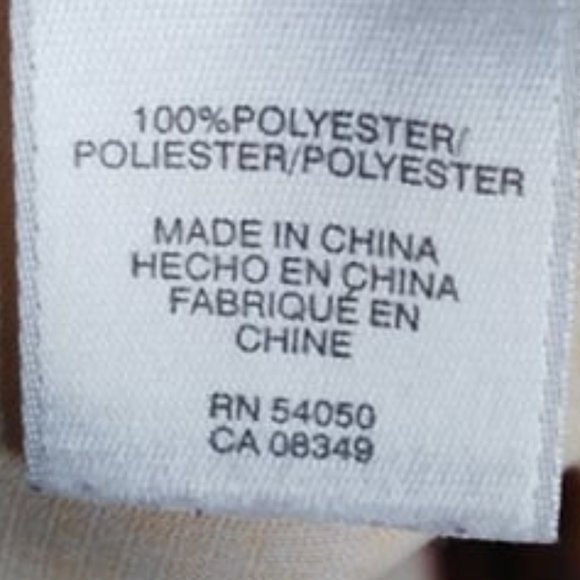 100%POLYESTER/
POLIESTER/POLYESTER
MADE IN CHINA
HECHO EN CHINA
FABRIQUÉ EN
CHINE
RN 54050
CA 08349